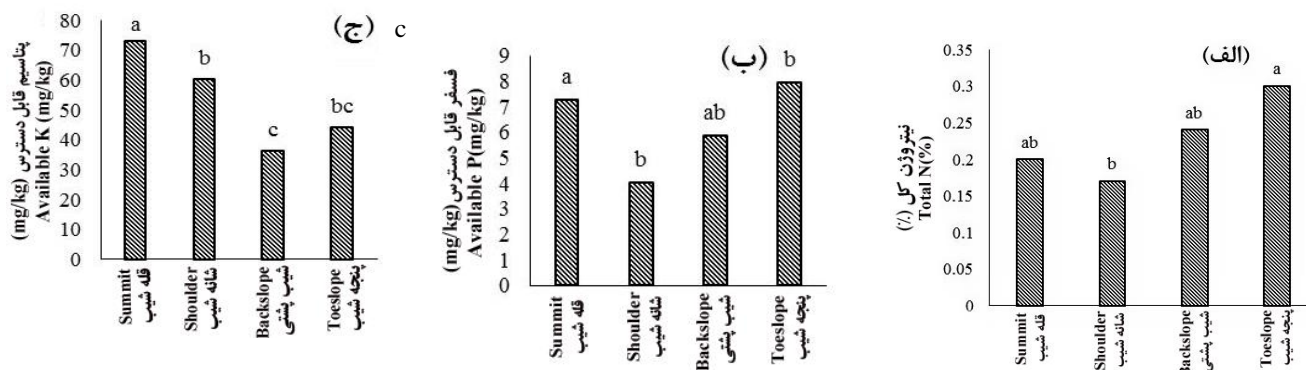 (ج) c
پتاسیم قابل دسترس (mg/kg)
Available K (mg/kg)
80
70
60
50
40
30
20
10
0
a
b
c
bc
Summit
قله شیب
Shoulder
شانه شیب
Backslope
شیب پشتی
Toeslope
پنجه شیب
(ب)
فسفر قابل دسترس(mg/kg)
Available P(mg/kg)
9
8
7
6
5
4
3
2
1
0
a
b
ab
b
Summit
قله شیب
Shoulder
شانه شیب
Backslope
شیب پشتی
Toeslope
پنجه شیب
(الف)
نیتروژن کل (٪)
Total N(%)
0.35
0.3
0.25
0.2
0.15
0.1
0.05
0
ab
b
ab
a
Summit
قله شیب
Shoulder
شانه شیب
Backslope
شیب پشتی
Toeslope
پنجه شیب